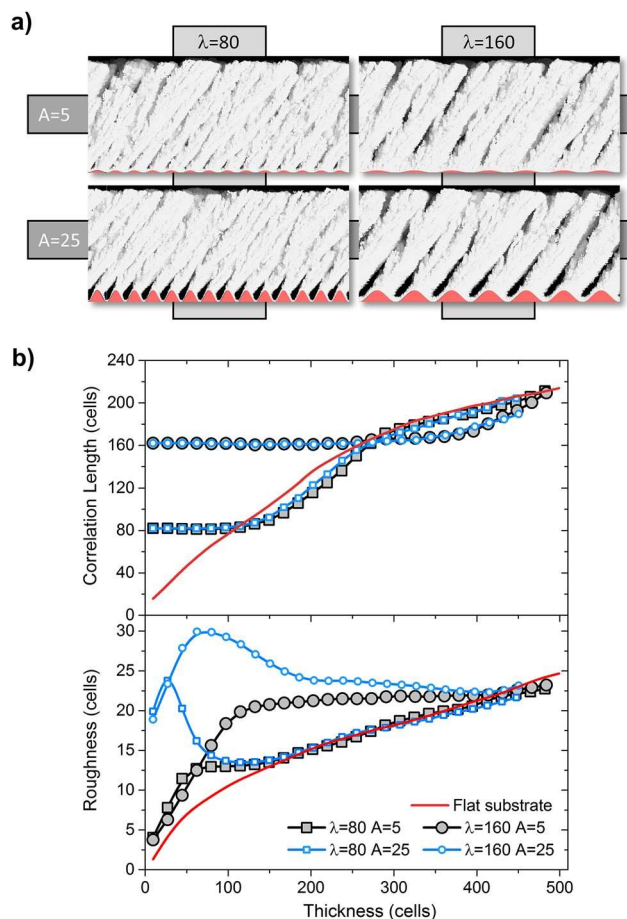 a)
λ=80
λ=160
A=5
A=25
b)
240
200
160
120
80
40
0
Correlation Length (cells)
30
25
20
15
10
5
0
Roughness (cells)
Flat substrate
λ=80 A=5
λ=160 A=5
λ=80 A=25
λ=160 A=25
0
100
200
300
400
500
Thickness (cells)